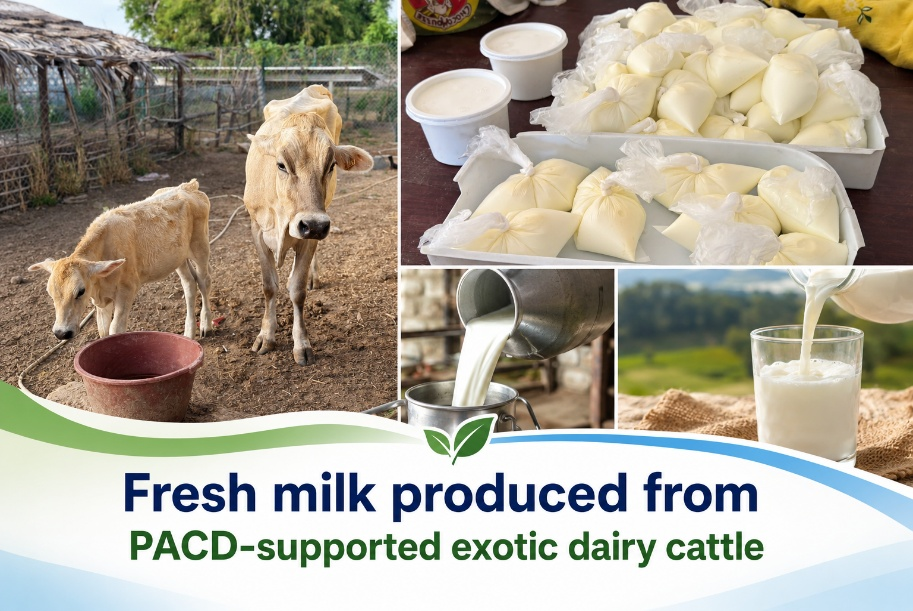 Fresh milk produced from
PACD-supported exotic dairy cattle